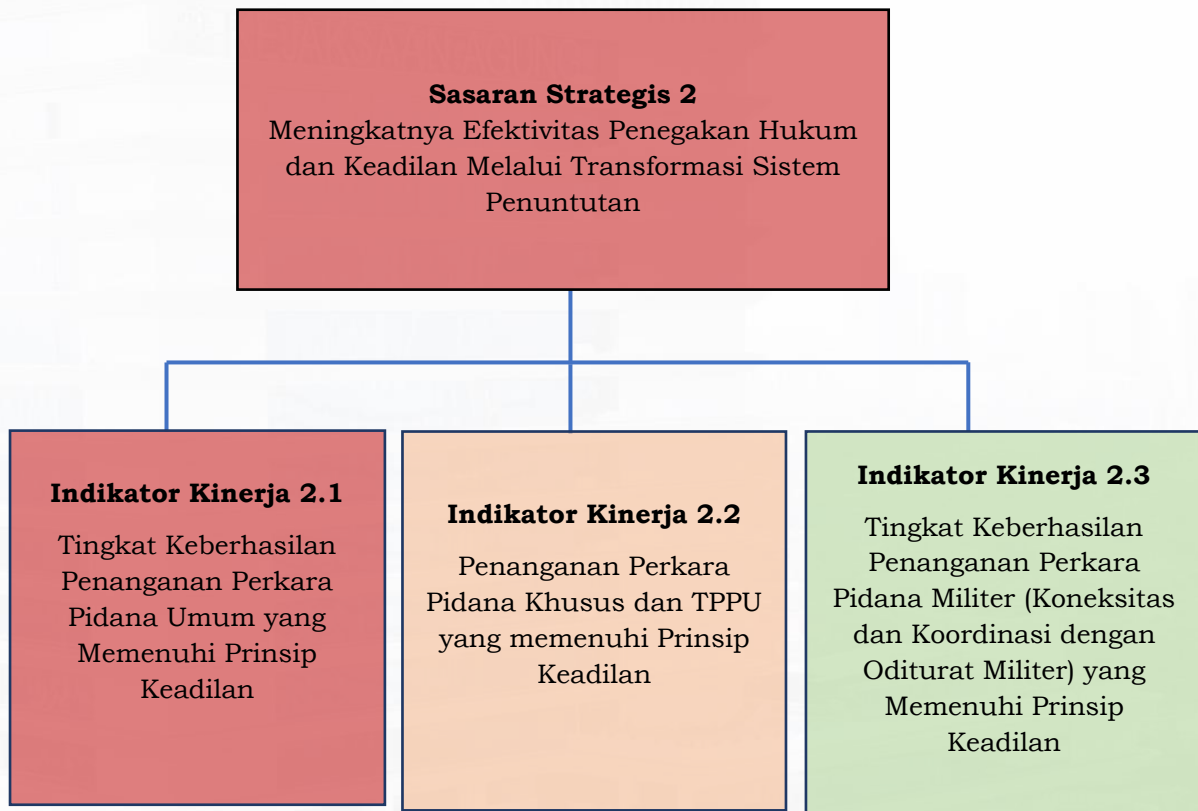 Sasaran Strategis 2
Meningkatnya Efektivitas Penegakan Hukum
dan Keadilan Melalui Transformasi Sistem
Penuntutan
Indikator Kinerja 2.1
Tingkat Keberhasilan
Penanganan Perkara
Pidana Umum yang
Memenuhi Prinsip
Keadilan
Indikator Kinerja 2.2
Penanganan Perkara
Pidana Khusus dan TPPU
yang memenuhi Prinsip
Keadilan
Indikator Kinerja 2.3
Tingkat Keberhasilan
Penanganan Perkara
Pidana Militer (Koneksitas
dan Koordinasi dengan
Oditurat Militer) yang
Memenuhi Prinsip
Keadilan